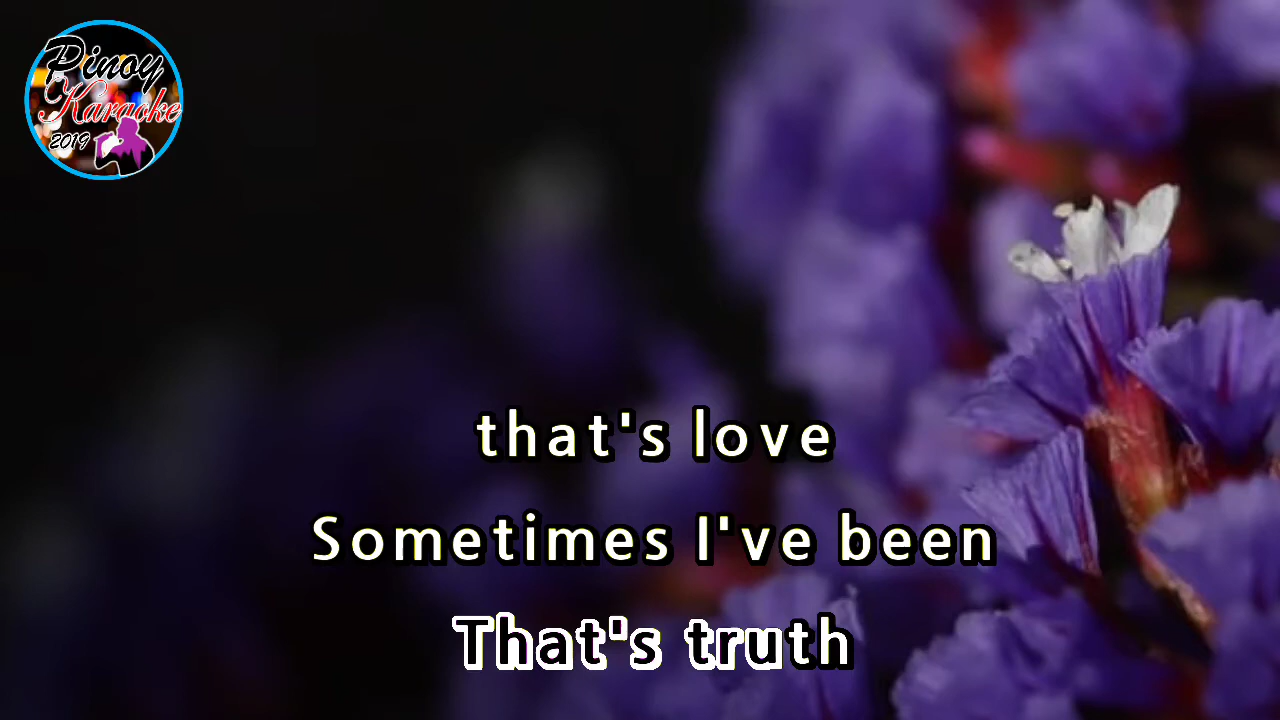 Pinoy
Karaoke
2019
that's love
Sometimes I've been
That's truth